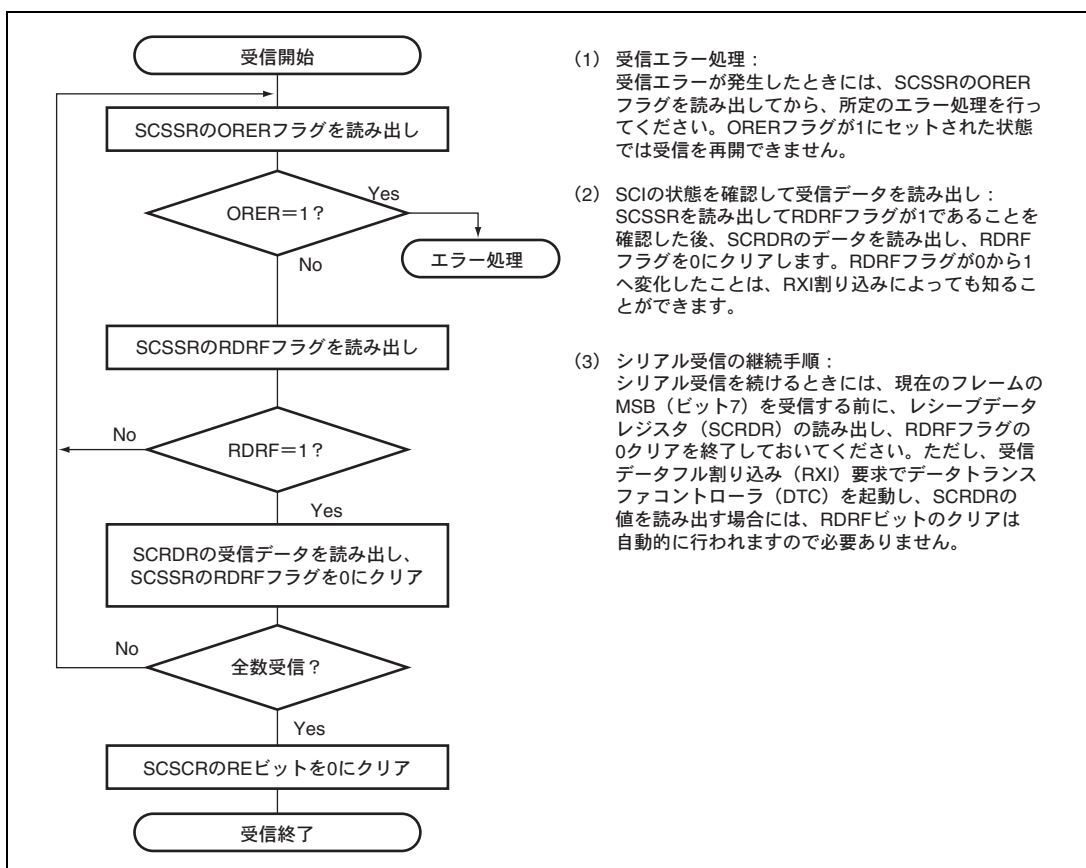 受信開始
SCSSRのORERフラグを読み出し
ORER＝1？
Yes
No
エラー処理
SCSSRのRDRFフラグを読み出し
RDRF＝1？
No
Yes
SCRDRの受信データを読み出し、
SCSSRのRDRFフラグを0にクリア
全数受信？
No
Yes
SCSCRのREビットを0にクリア
受信終了
(1) 受信エラー処理：
受信エラーが発生したときには、SCSSRのORER
フラグを読み出してから、所定のエラー処理を行っ
てください。ORERフラグが1にセットされた状態
では受信を再開できません。
(2) SCIの状態を確認して受信データを読み出し：
SCSSRを読み出してRDRFフラグが1であることを
確認した後、SCRDRのデータを読み出し、RDRF
フラグを0にクリアします。RDRFフラグが0から1
へ変化したことは、RXI割り込みによっても知るこ
とができます。
(3) シリアル受信の継続手順：
シリアル受信を続けるときには、現在のフレームの
MSB（ビット7）を受信する前に、レシーブデータ
レジスタ（SCRDR）の読み出し、RDRFフラグの
0クリアを終了しておいてください。ただし、受信
データフル割り込み（RXI）要求でデータトランス
ファコントローラ（DTC）を起動し、SCRDRの
値を読み出す場合には、RDRFビットのクリアは
自動的に行われますので必要ありません。